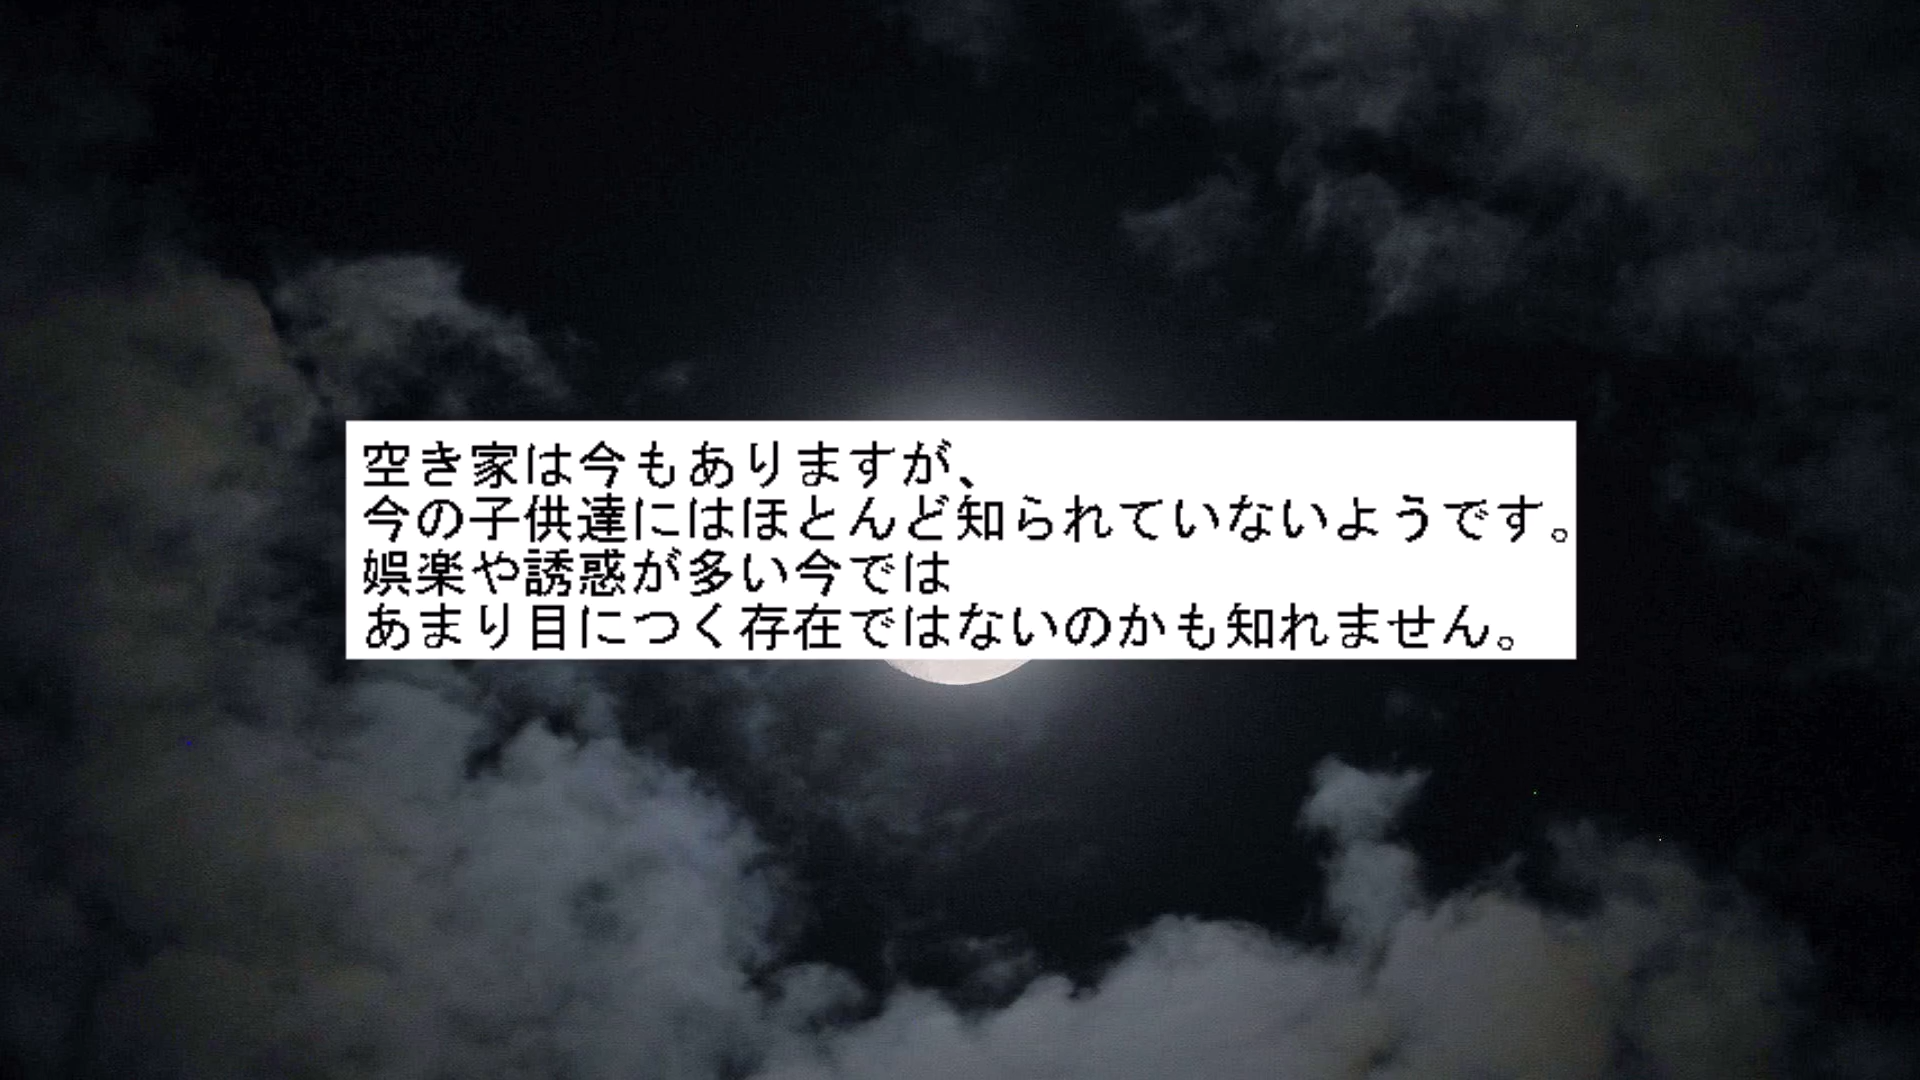 空き家は今もありますが、
今の子供達にはほとんど知られていないようです。
娯楽や誘惑が多い今では
あまり目につく存在ではないのかも知れません。